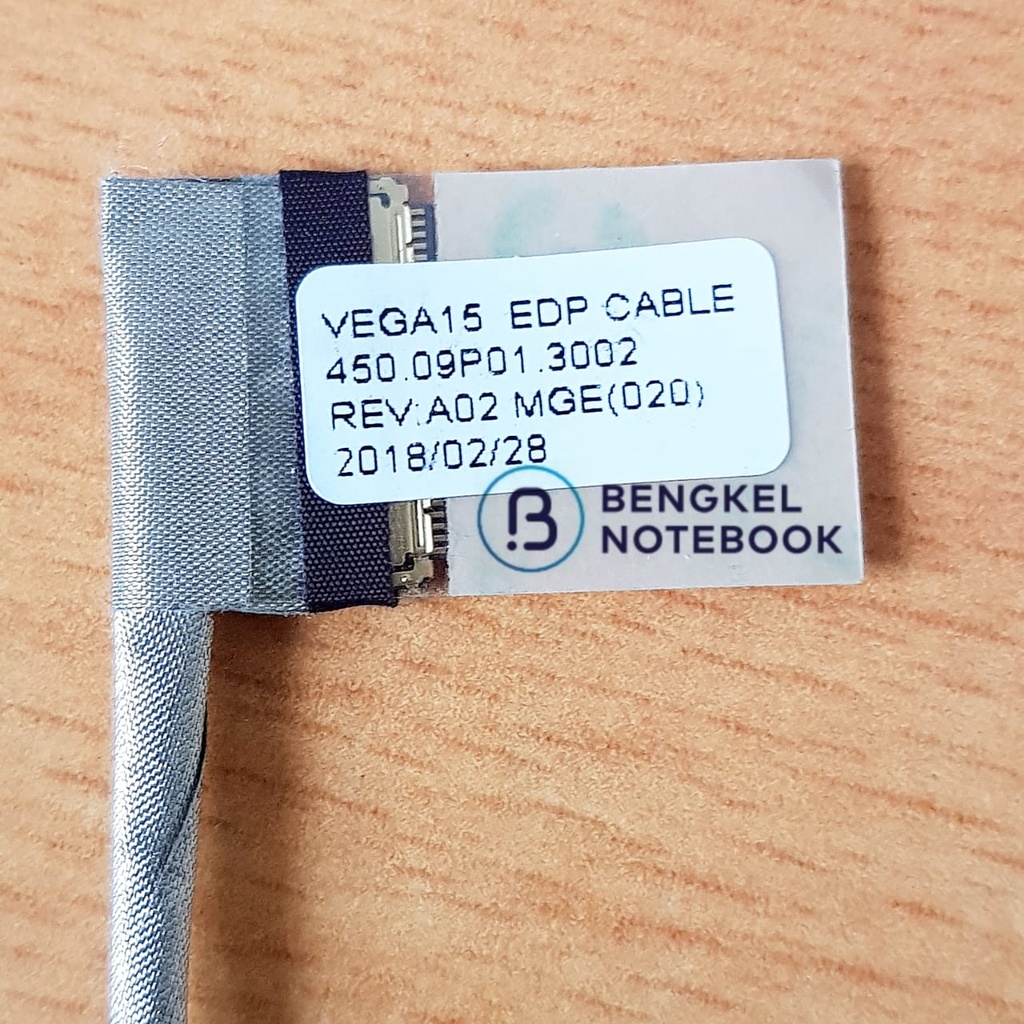 VEGA15 EDP CABLE
450.09P01.3002
REV:A02 MGE(020)
2018/02/28
BENGKEL
NOTEBOOK